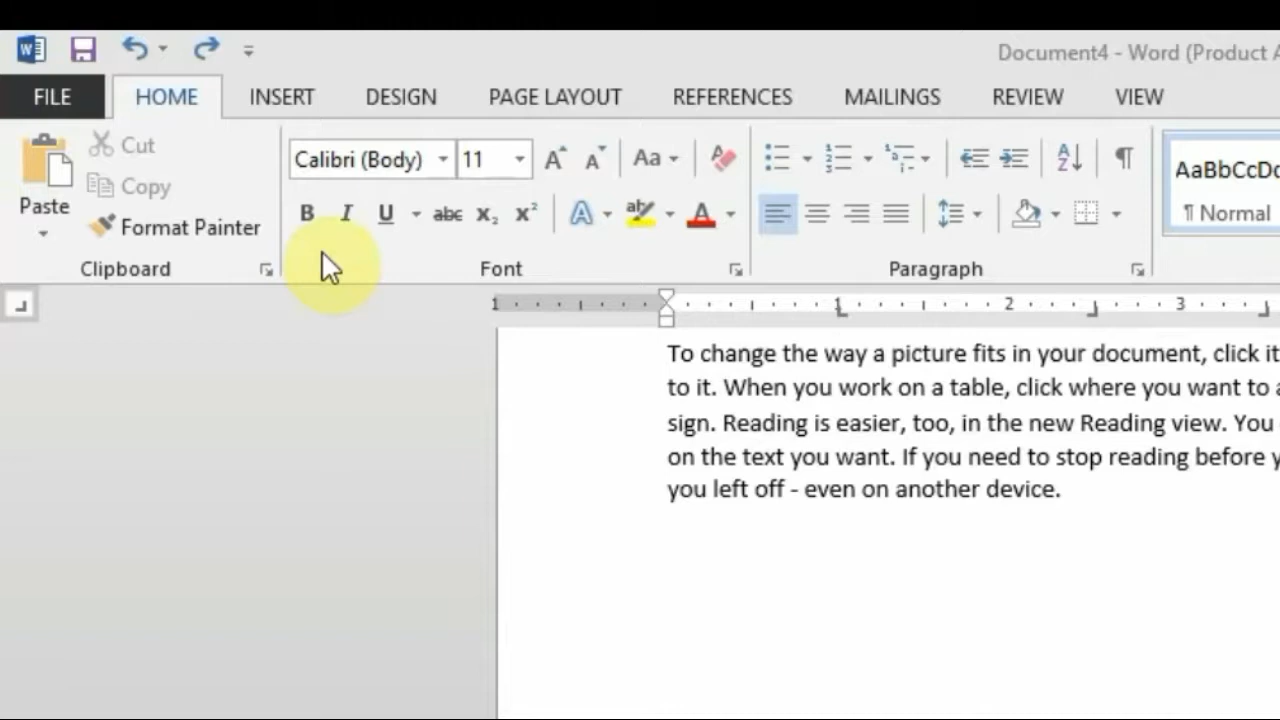 Document4 - Word (Product A
FILE HOME INSERT DESIGN PAGE LAYOUT REFERENCES MAILINGS REVIEW VIEW
Cut
Copy
Paste
Format Painter
Clipboard
Calibri (Body) 11
Aa
B I U abc X₂ X²
Font
Paragraph
AaBbCcDc
¶ Normal
1 1 2 3
To change the way a picture fits in your document, click it
to it. When you work on a table, click where you want to a
sign. Reading is easier, too, in the new Reading view. You
on the text you want. If you need to stop reading before y
you left off - even on another device.